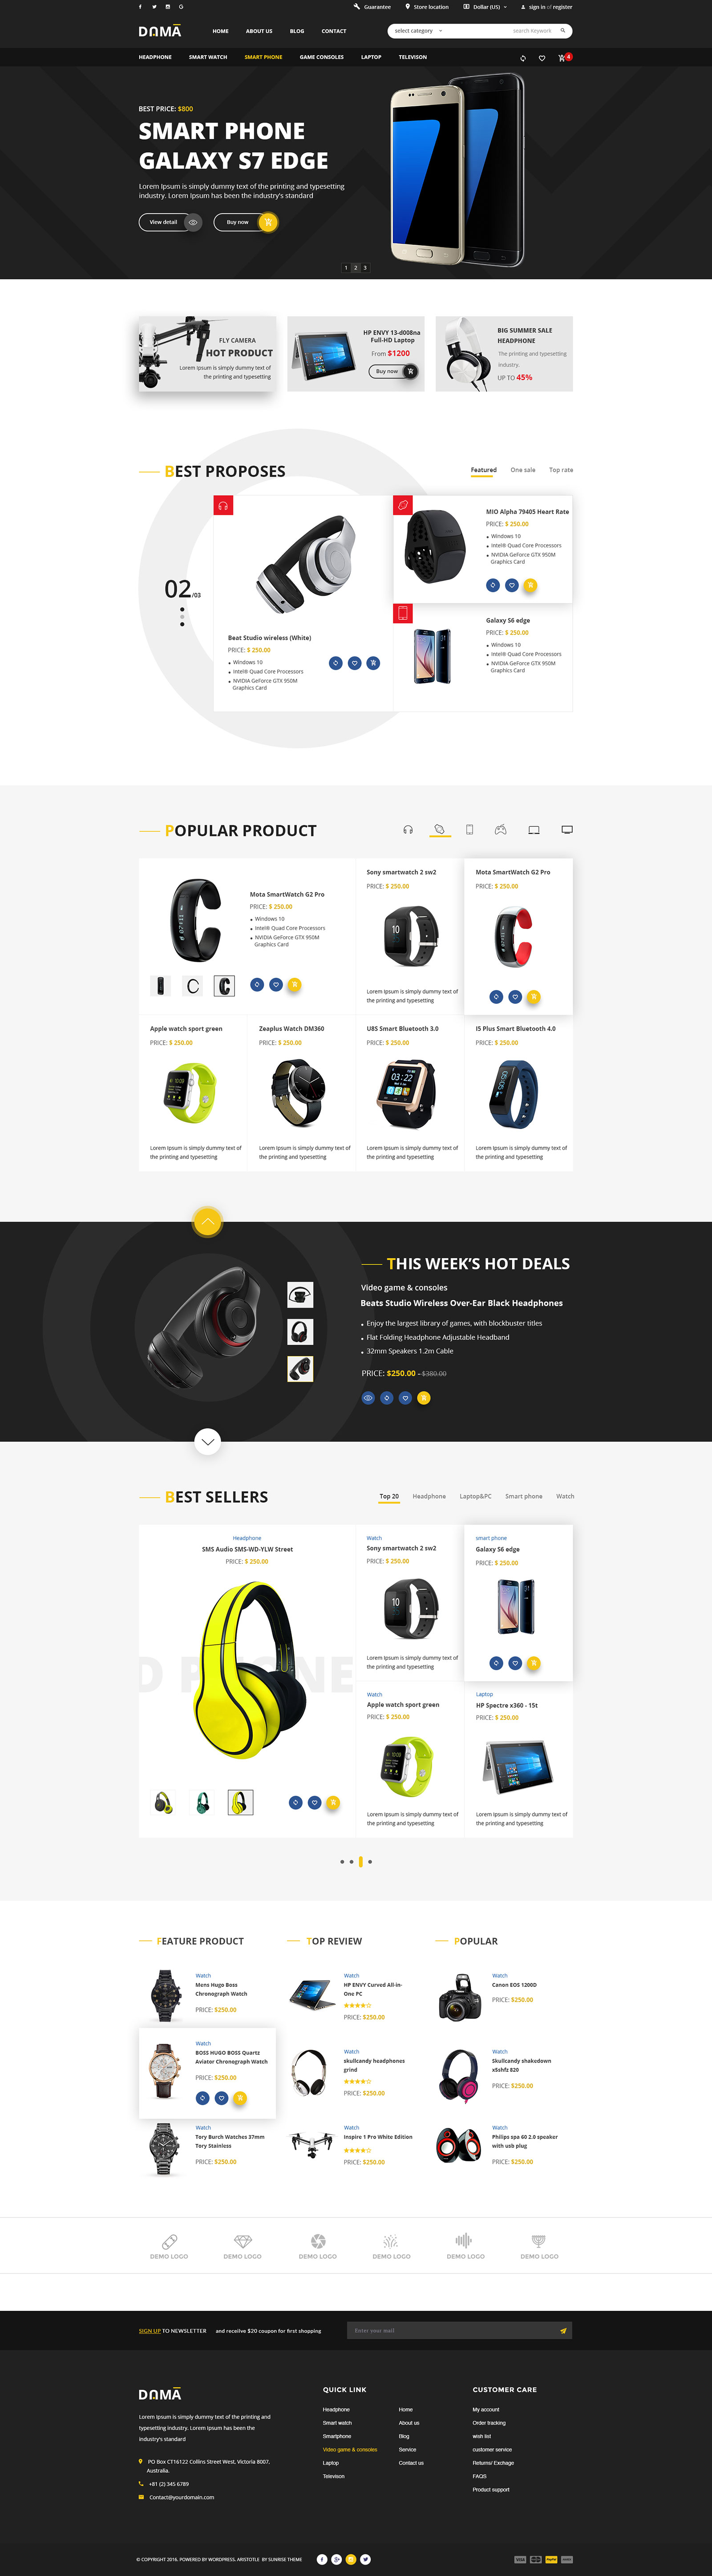 Guarantee
Store location
Dollar (US)
sign in of register
DOMA
HOME
ABOUT US
BLOG
CONTACT
select category
Search Keywork
HEADPHONE
SMART WATCH
SMART PHONE
GAME CONSOLES
LAPTOP
TELEVISON
4
BEST PRICE: $800
SMART PHONE
GALAXY S7 EDGE
Lorem Ipsum is simply dummy text of the printing and typesetting
industry. Lorem Ipsum has been the industry's standard
View detail
Buy now
1 2 3
FLY CAMERA
HOT PRODUCT
Lorem Ipsum is simply dummy text of
the printing and typesetting
HP ENVY 13-d008na
Full-HD Laptop
From $1200
Buy now
BIG SUMMER SALE
HEADPHONE
The printing and typesetting
industry.
UP TO 45%
BEST PROPOSES
Featured
One sale
Top rate
02/03
Beat Studio wireless (White)
PRICE: $ 250.00
Windows 10
Intel® Quad Core Processors
NVIDIA GeForce GTX 950M
Graphics Card
MIO Alpha 79405 Heart Rate
PRICE: $ 250.00
Windows 10
Intel® Quad Core Processors
NVIDIA GeForce GTX 950M
Graphics Card
Galaxy S6 edge
PRICE: $ 250.00
Windows 10
Intel® Quad Core Processors
NVIDIA GeForce GTX 950M
Graphics Card
POPULAR PRODUCT
Mota SmartWatch G2 Pro
PRICE: $ 250.00
Windows 10
Intel® Quad Core Processors
NVIDIA GeForce GTX 950M
Graphics Card
Sony smartwatch 2 sw2
PRICE: $ 250.00
Lorem Ipsum is simply dummy text of
the printing and typesetting
Mota SmartWatch G2 Pro
PRICE: $ 250.00
Apple watch sport green
PRICE: $ 250.00
Lorem Ipsum is simply dummy text of
the printing and typesetting
Zeaplus Watch DM360
PRICE: $ 250.00
Lorem Ipsum is simply dummy text of
the printing and typesetting
U8S Smart Bluetooth 3.0
PRICE: $ 250.00
Lorem Ipsum is simply dummy text of
the printing and typesetting
I5 Plus Smart Bluetooth 4.0
PRICE: $ 250.00
Lorem Ipsum is simply dummy text of
the printing and typesetting
THIS WEEK'S HOT DEALS
Video game & consoles
Beats Studio Wireless Over-Ear Black Headphones
Enjoy the largest library of games, with blockbuster titles
Flat Folding Headphone Adjustable Headband
32mm Speakers 1.2m Cable
PRICE: $250.00 - $380.00
BEST SELLERS
Top 20
Headphone
Laptop&PC
Smart phone
Watch
Headphone
SMS Audio SMS-WD-YLW Street
PRICE: $ 250.00
Watch
Sony smartwatch 2 sw2
PRICE: $ 250.00
Lorem Ipsum is simply dummy text of
the printing and typesetting
smart phone
Galaxy S6 edge
PRICE: $ 250.00
Watch
Apple watch sport green
PRICE: $ 250.00
Lorem Ipsum is simply dummy text of
the printing and typesetting
Laptop
HP Spectre x360 - 15t
PRICE: $ 250.00
Lorem Ipsum is simply dummy text of
the printing and typesetting
FEATURE PRODUCT
Watch
Mens Hugo Boss
Chronograph Watch
PRICE: $250.00
Watch
BOSS HUGO BOSS Quartz
Aviator Chronograph Watch
PRICE: $250.00
Watch
Tory Burch Watches 37mm
Tory Stainless
PRICE: $250.00
TOP REVIEW
Watch
HP ENVY Curved All-in-
One PC
PRICE: $250.00
Watch
skullcandy headphones
grind
PRICE: $250.00
Watch
Inspire 1 Pro White Edition
PRICE: $250.00
POPULAR
Watch
Canon EOS 1200D
PRICE: $250.00
Watch
Skullcandy shakedown
x5shfz 820
PRICE: $250.00
Watch
Philips spa 60 2.0 speaker
with usb plug
PRICE: $250.00
DEMO LOGO
DEMO LOGO
DEMO LOGO
DEMO LOGO
DEMO LOGO
DEMO LOGO
SIGN UP TO NEWSLETTER
and receilve $20 coupon for first shopping
Enter your mail
DOMA
Lorem Ipsum is simply dummy text of the printing and
typesetting industry. Lorem Ipsum has been the
industry's standard
PO Box CT16122 Collins Street West, Victoria 8007,
Australia.
+81 (2) 345 6789
Contact@yourdomain.com
QUICK LINK
Headphone
Smart watch
Smartphone
Video game & consoles
Laptop
Televison
Home
About us
Blog
Service
Contact us
CUSTOMER CARE
My account
Order tracking
wish list
customer service
Returns/ Exchage
FAQS
Product support
© COPYRIGHT 2016. POWERED BY WORDPRESS. ARISTOTLE BY SUNRISE THEME